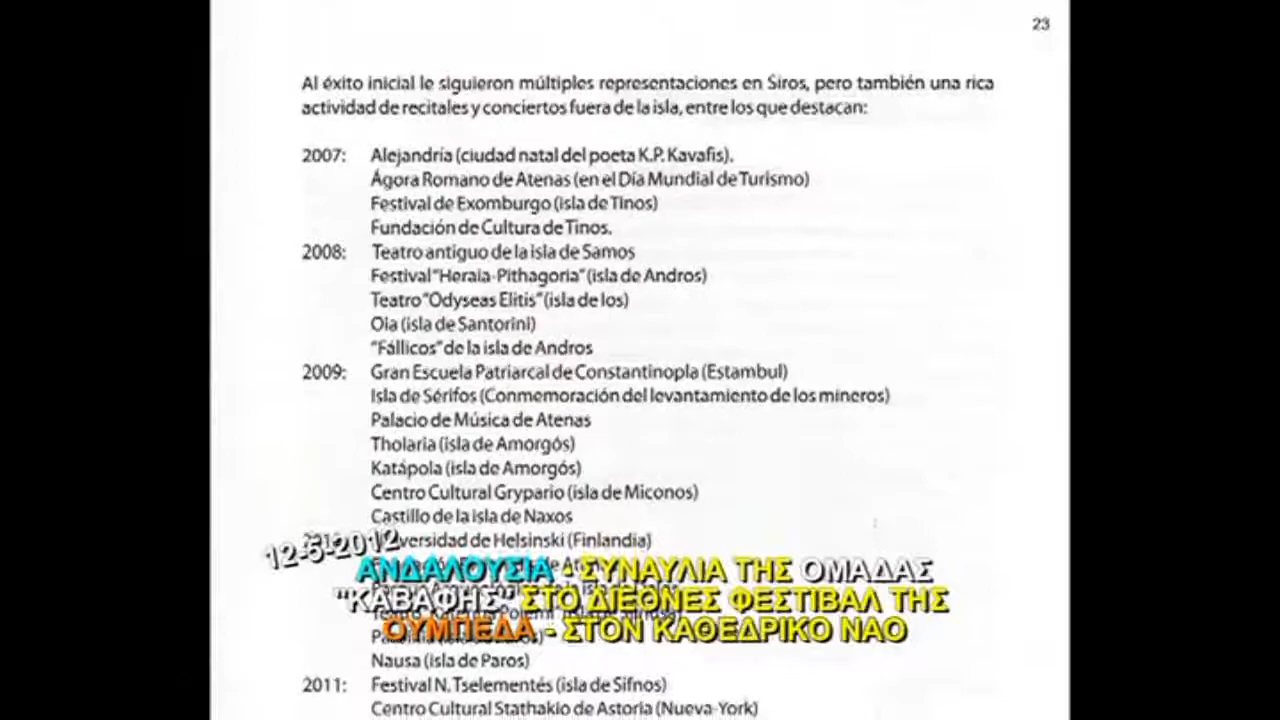 23
Al éxito inicial le siguieron múltiples representaciones en Siros, pero también una rica
actividad de recitales y conciertos fuera de la isla, entre los que destacan:
2007: Alejandría (ciudad natal del poeta K.P. Kavafis).
Ágora Romano de Atenas (en el Día Mundial de Turismo)
Festival de Exomburgo (isla de Tinos)
Fundación de Cultura de Tinos.
2008: Teatro antiguo de la isla de Samos
Festival "Heraia-Pithagoria" (isla de Andros)
Teatro "Odyseas Elitis" (isla de Ios)
Oia (isla de Santorini)
"Fállicos" de la isla de Andros
2009: Gran Escuela Patriarcal de Constantinopla (Estambul)
Isla de Sérifos (Conmemoración del levantamiento de los mineros)
Palacio de Música de Atenas
Tholaria (isla de Amorgós)
Katápola (isla de Amorgós)
Centro Cultural Grypario (isla de Miconos)
Castillo de la isla de Naxos
Universidad de Helsinski (Finlandia)
12-5-2012
ΑΝΔΑΛΟΥΣΙΑ - ΣΥΝΑΥΛΙΑ ΤΗΣ ΟΜΑΔΑΣ
"ΚΑΒΑΦΗΣ" ΣΤΟ ΔΙΕΘΝΕΣ ΦΕΣΤΙΒΑΛ ΤΗΣ
ΟΥΜΠΕΔΑ - ΣΤΟΝ ΚΑΘΕΔΡΙΚΟ ΝΑΟ
Nausa (isla de Paros)
2011: Festival N. Tselementés (isla de Sifnos)
Centro Cultural Stathakio de Astoria (Nueva-York)